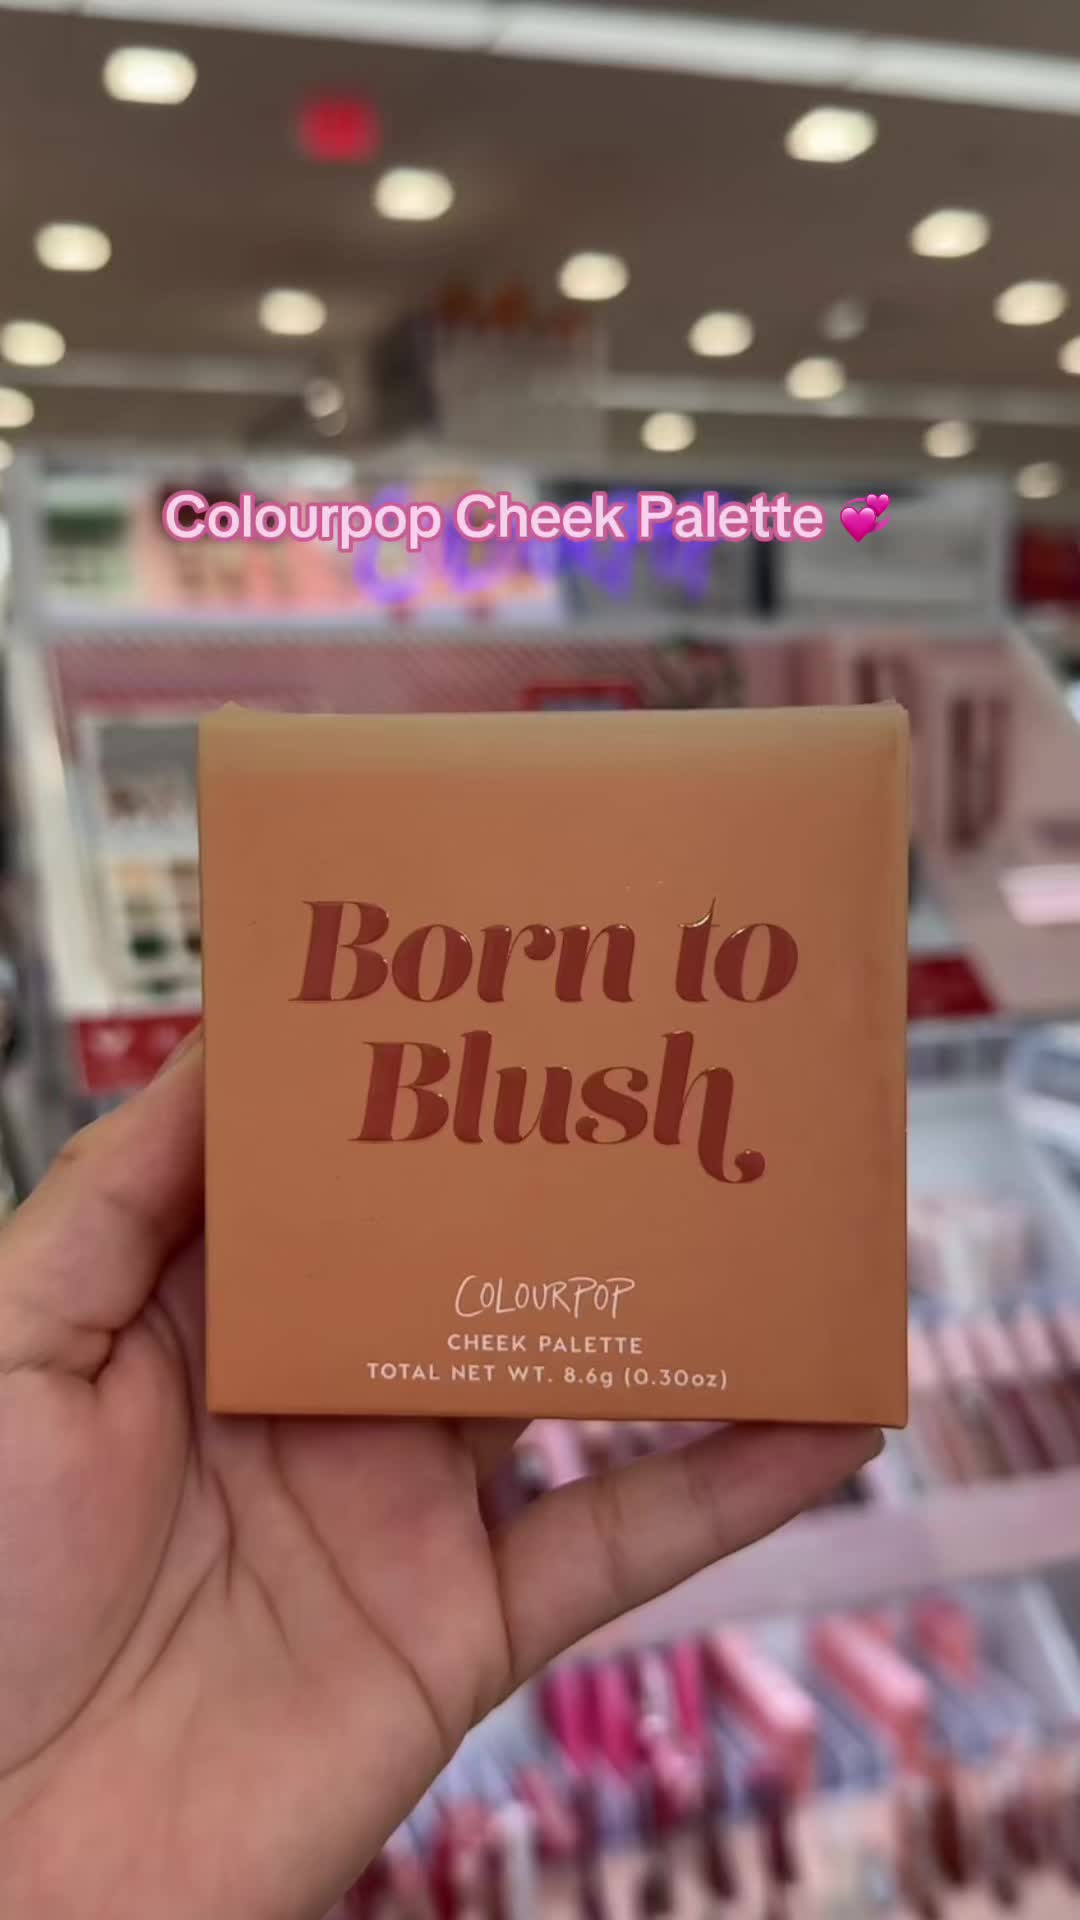 Colourpop Cheek Palette 💞
Born to
Blush
COLOURPOP
CHEEK PALETTE
TOTAL NET WT. 8.6g (0.30oz)